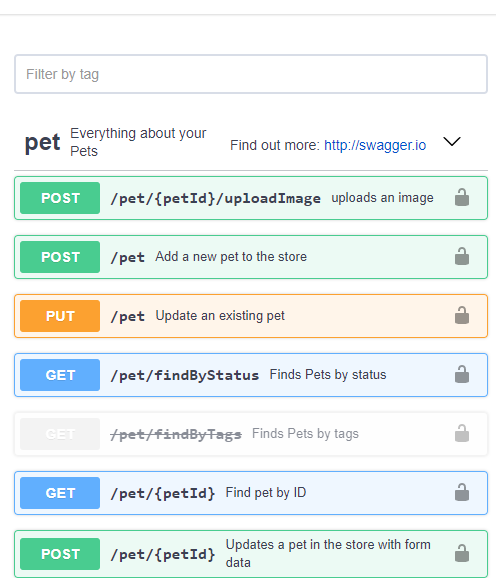 Filter by tag
pet Everything about your Pets Find out more: http://swagger.io
POST /pet/{petId}/uploadImage uploads an image
POST /pet Add a new pet to the store
PUT /pet Update an existing pet
GET /pet/findByStatus Finds Pets by status
GET /pet/findByTags Finds Pets by tags
GET /pet/{petId} Find pet by ID
POST /pet/{petId} Updates a pet in the store with form data